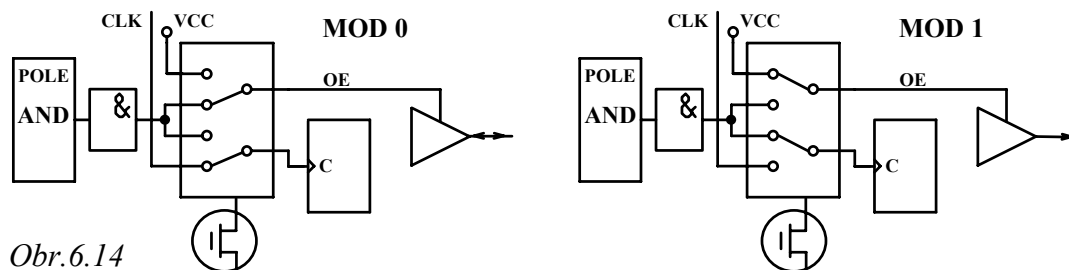 CLK VCC MOD 0
POLE
AND
&
OE
C
CLK VCC MOD 1
POLE
AND
&
OE
C
Obr.6.14